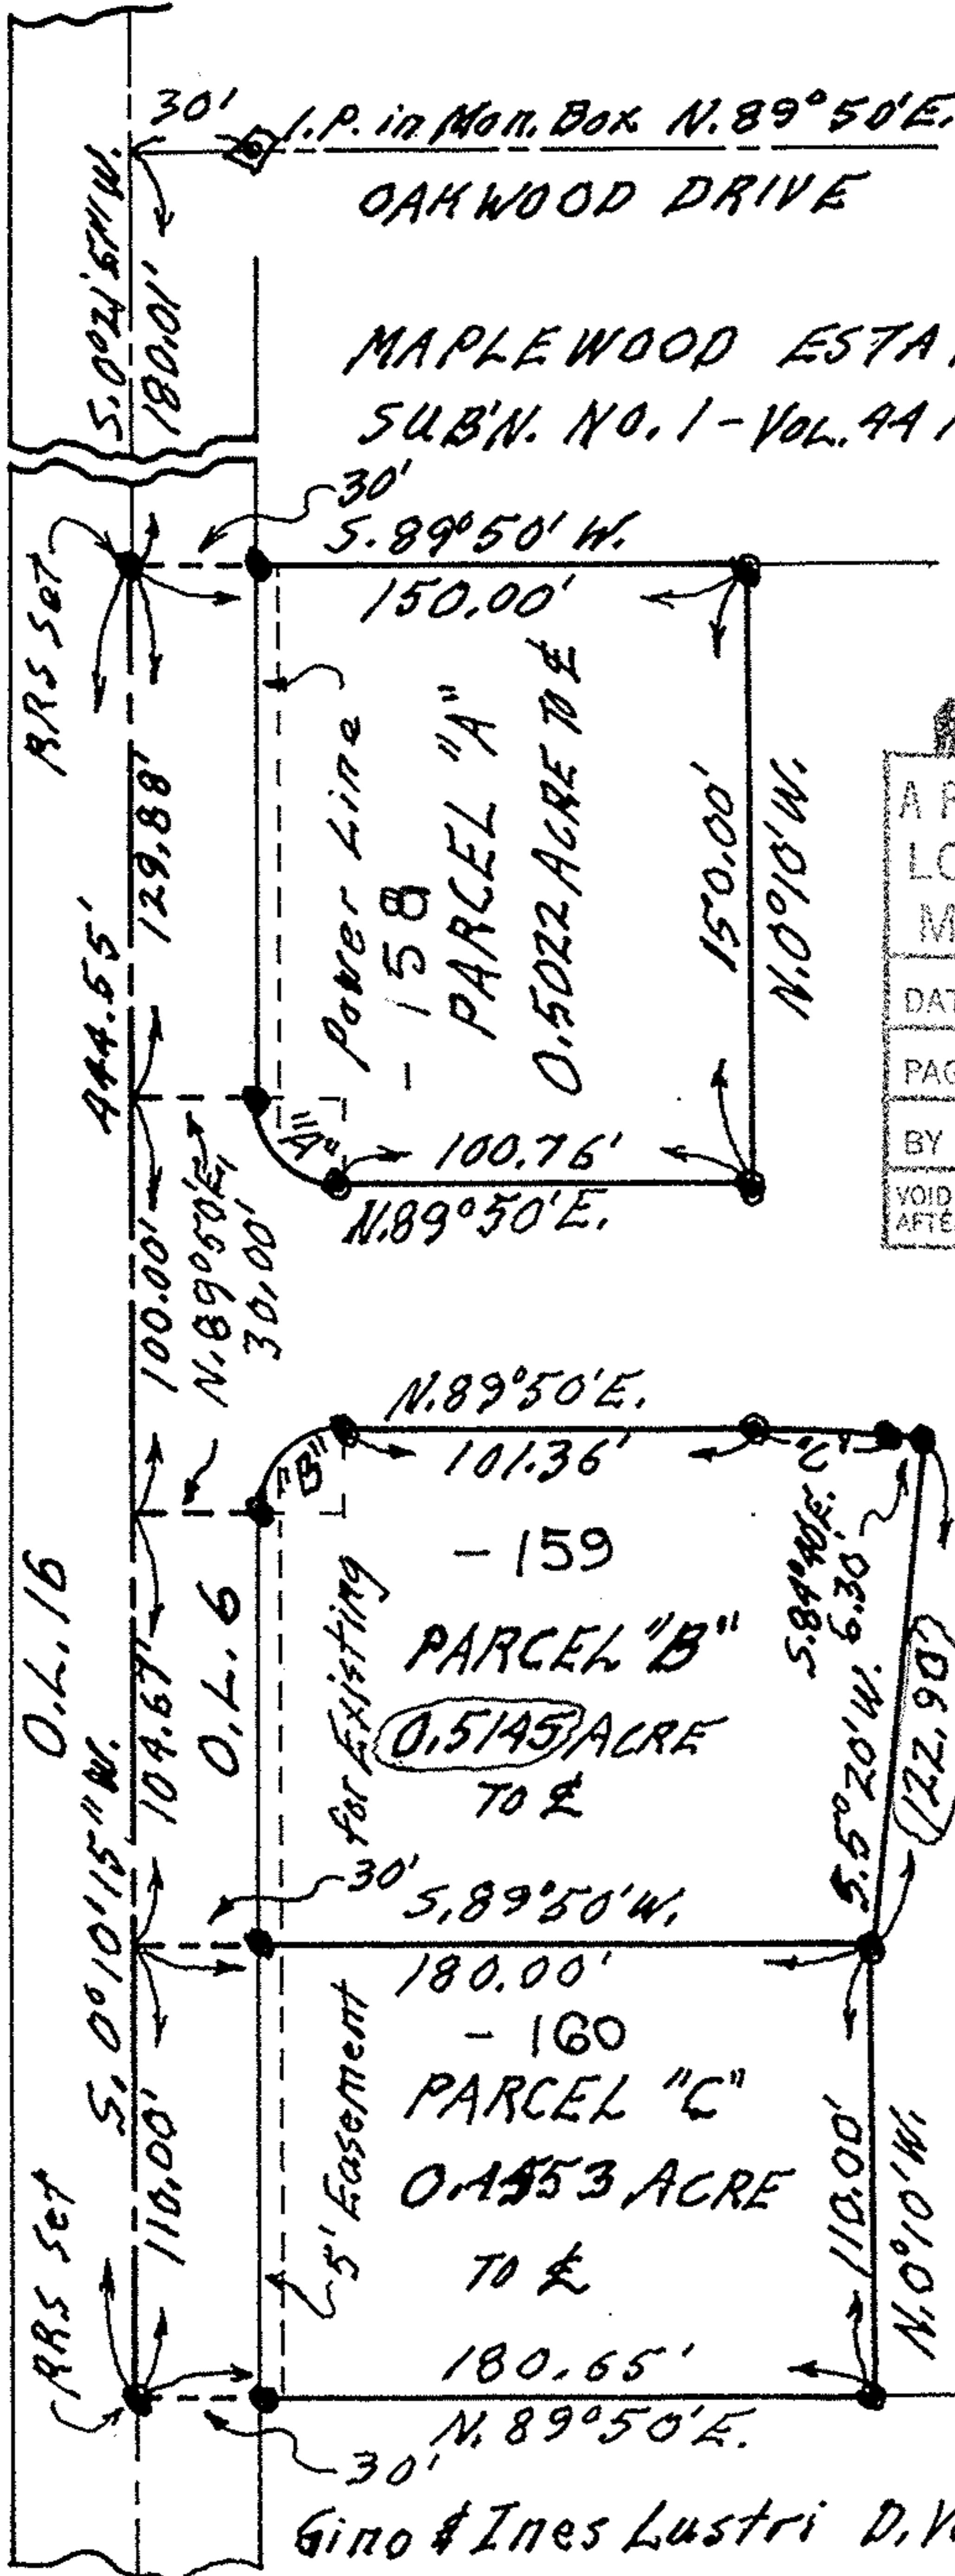 30'
I.P. in Mon. Box N.89°50'E.
OAKWOOD DRIVE
S.0°21' W.
180.01'
MAPLEWOOD ESTA
SUB'N. NO.1-VOL.44
30'
S.89°50'W.
150.00'
RRS Set
Power Line
- 158
PARCEL "A"
0.5022 ACRE TO ℄
150.00'
N.0°10'W.
129.88'
444.55'
"A"
100.76'
N.89°50'E.
100.00'
N.89°50'E.
30.00'
A
LO
M
DAT
PAG
BY
VOID
AFTE
N.89°50'E.
101.36'
"B"
"C"
S.84°40'E.
6.30'
- 159
PARCEL "B"
0.5145 ACRE
TO ℄
for Existing
O.L.16
O.L.6
104.67'
S.5°20'W.
122.90'
30'
S.89°50'W.
180.00'
S.0°10'15"W.
- 160
PARCEL "C"
0.4553 ACRE
TO ℄
5' Easement
110.00'
110.00'
N.0°10'W.
RRS Set
180.65'
N.89°50'E.
30'
Gino & Ines Lustri D.V